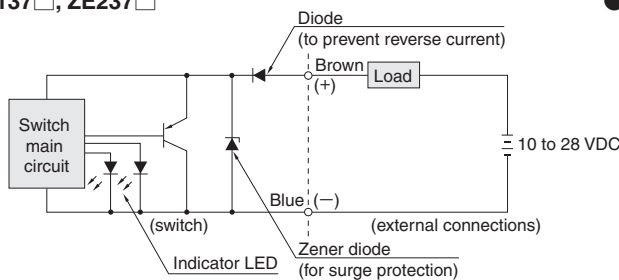 137□, ZE237□
Diode
(to prevent reverse current)
Brown
(+)
Load
Switch
main
circuit
10 to 28 VDC
Blue
(—)
(switch)
(external connections)
Indicator LED
Zener diode
(for surge protection)